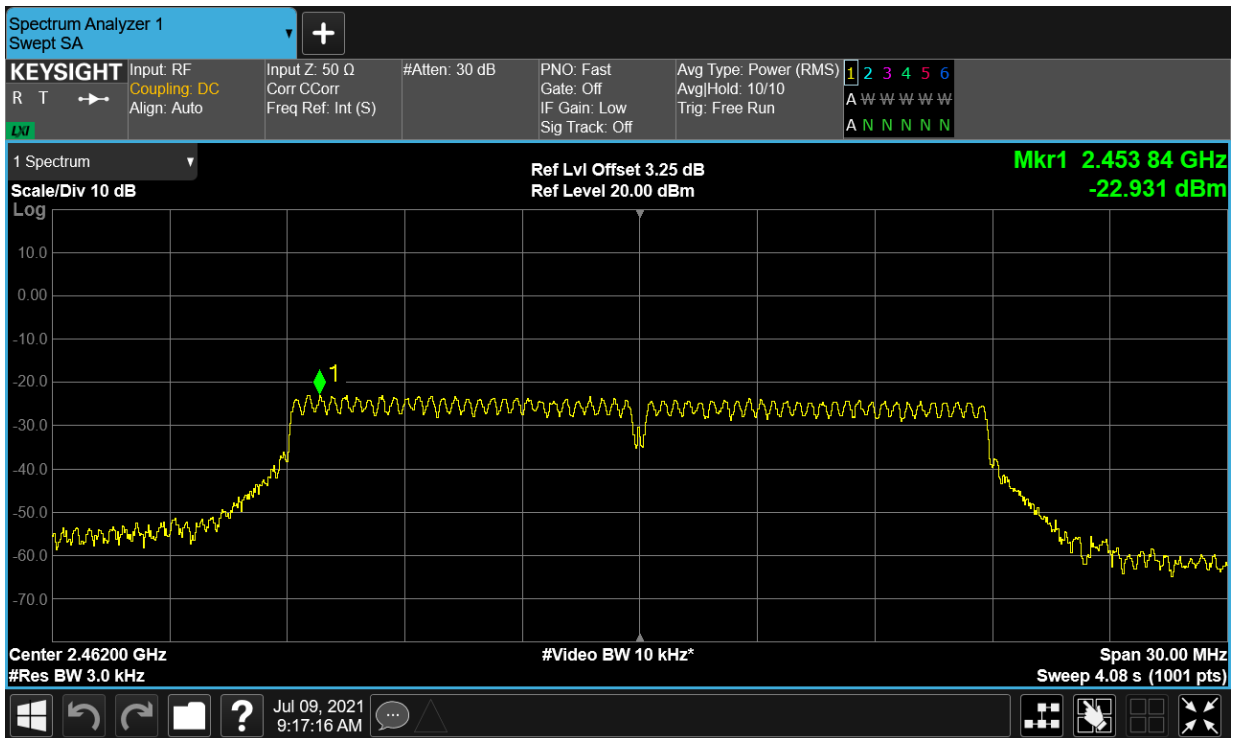 Spectrum Analyzer 1
Swept SA
+
KEYSIGHT
R T
LXI
Input: RF
Coupling: DC
Align: Auto
Input Z: 50 Ω
Corr CCorr
Freq Ref: Int (S)
#Atten: 30 dB
PNO: Fast
Gate: Off
IF Gain: Low
Sig Track: Off
Avg Type: Power (RMS)
Avg|Hold: 10/10
Trig: Free Run
1 2 3 4 5 6
A W W W W W
A N N N N N
1 Spectrum
Scale/Div 10 dB
Log
Ref Lvl Offset 3.25 dB
Ref Level 20.00 dBm
Mkr1 2.453 84 GHz
-22.931 dBm
10.0
0.00
-10.0
-20.0
-30.0
-40.0
-50.0
-60.0
-70.0
1
Center 2.46200 GHz
#Res BW 3.0 kHz
#Video BW 10 kHz*
Span 30.00 MHz
Sweep 4.08 s (1001 pts)
?
Jul 09, 2021
9:17:16 AM